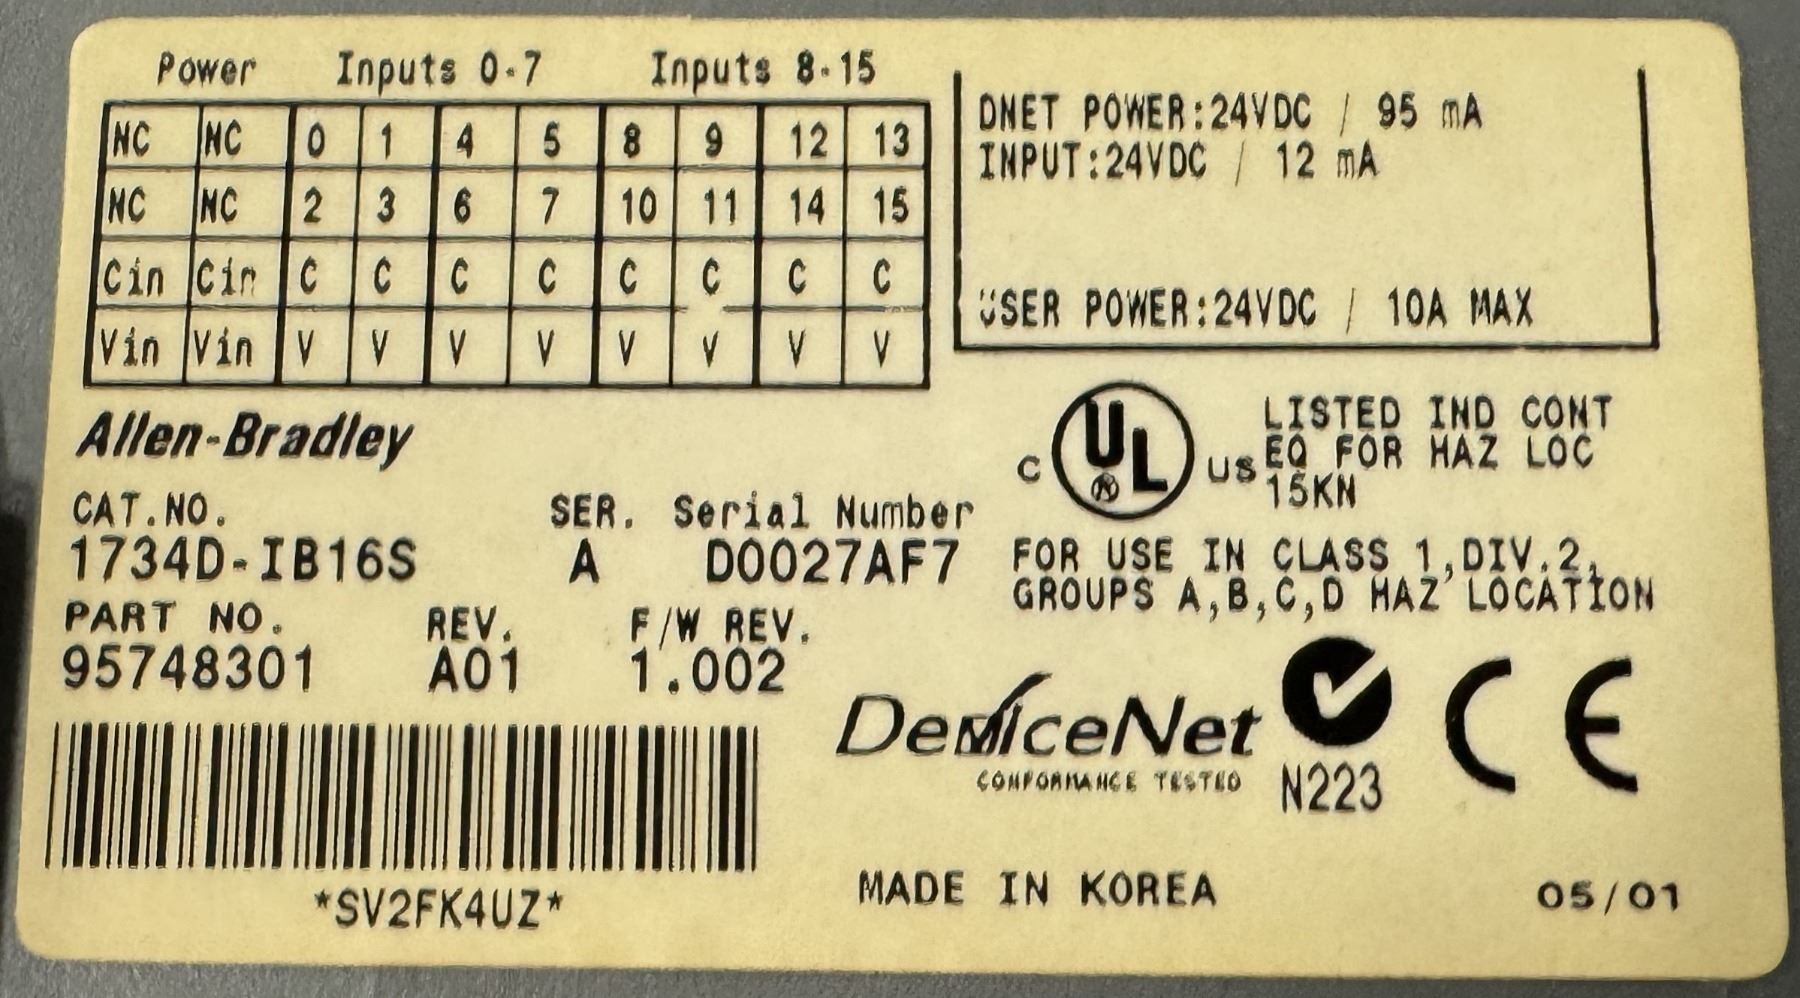 Power Inputs 0-7 Inputs 8-15
NC NC 0 1 4 5 8 9 12 13
NC NC 2 3 6 7 10 11 14 15
Cin Cin C C C C C C C C
Vin Vin V V V V V V V V
DNET POWER:24VDC / 95 mA
INPUT:24VDC / 12 mA
USER POWER:24VDC / 10A MAX
Allen-Bradley
CAT.NO. SER. Serial Number
1734D-IB16S A D0027AF7
PART NO. REV. F/W REV.
95748301 A01 1.002
*SV2FK4UZ*
C UL US
LISTED IND CONT
EQ FOR HAZ LOC
15KN
FOR USE IN CLASS 1,DIV.2,
GROUPS A,B,C,D HAZ LOCATION
DeviceNet
CONFORMANCE TESTED
N223
CE
MADE IN KOREA
05/01